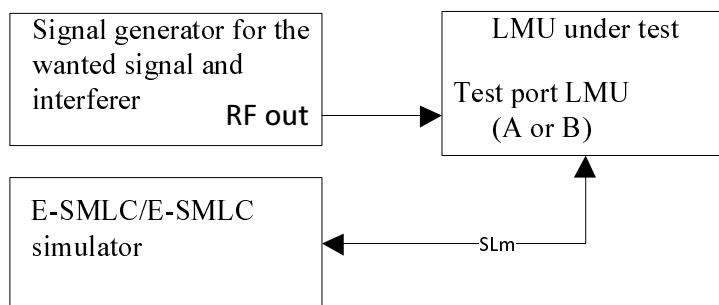 Signal generator for the
wanted signal and
interferer
RF out
LMU under test
Test port LMU
(A or B)
E-SMLC/E-SMLC
simulator
SLm